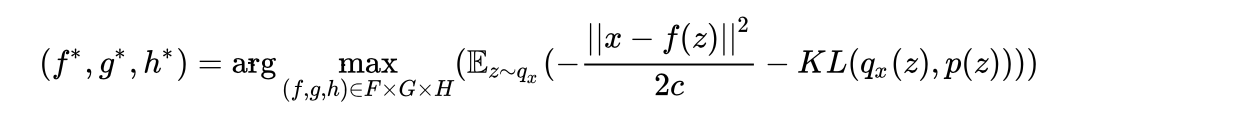 (f*, g*, h*) = arg max_{(f,g,h)∈F×G×H} (𝔼_{z∼q_x} (−||x − f(z)||² / 2c − KL(q_x(z), p(z))))